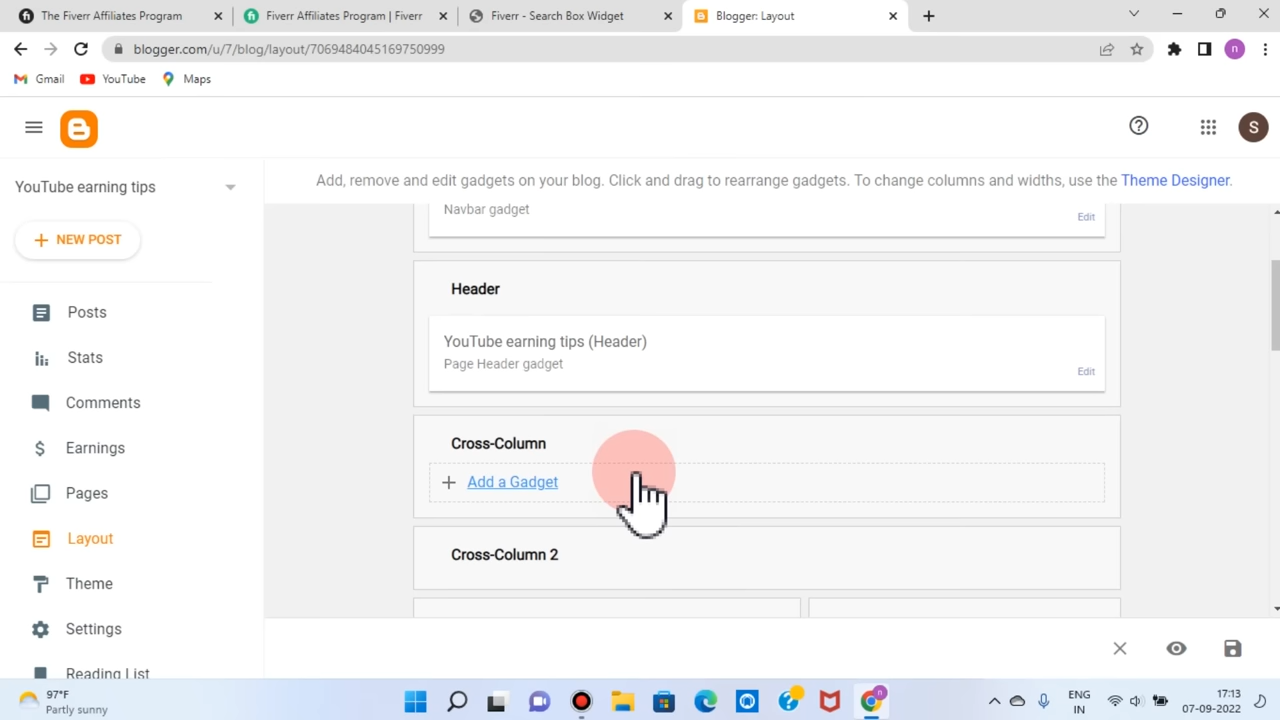 The Fiverr Affiliates Program
Fiverr Affiliates Program | Fiverr
Fiverr - Search Box Widget
Blogger: Layout
blogger.com/u/7/blog/layout/7069484045169750999
n
Gmail
YouTube
Maps
S
YouTube earning tips
Add, remove and edit gadgets on your blog. Click and drag to rearrange gadgets. To change columns and widths, use the Theme Designer.
Navbar gadget
Edit
NEW POST
Header
Posts
YouTube earning tips (Header)
Page Header gadget
Edit
Stats
Comments
Cross-Column
Earnings
Add a Gadget
Pages
Layout
Cross-Column 2
Theme
Settings
Reading List
97°F
Partly sunny
ENG
IN
17:13
07-09-2022